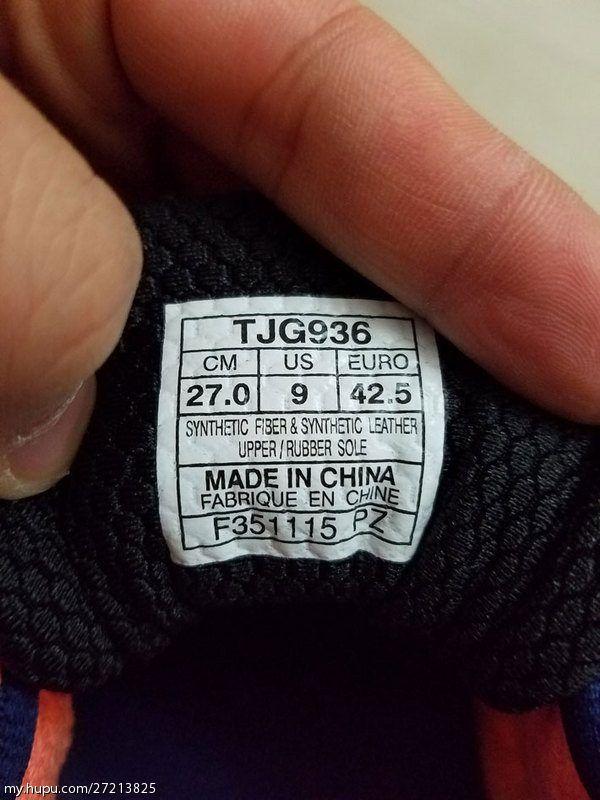 TJG936
CM US EURO
27.0 9 42.5
SYNTHETIC FIBER & SYNTHETIC LEATHER
UPPER / RUBBER SOLE
MADE IN CHINA
FABRIQUE EN CHINE
F351115 PZ
my.hupu.com/27213825